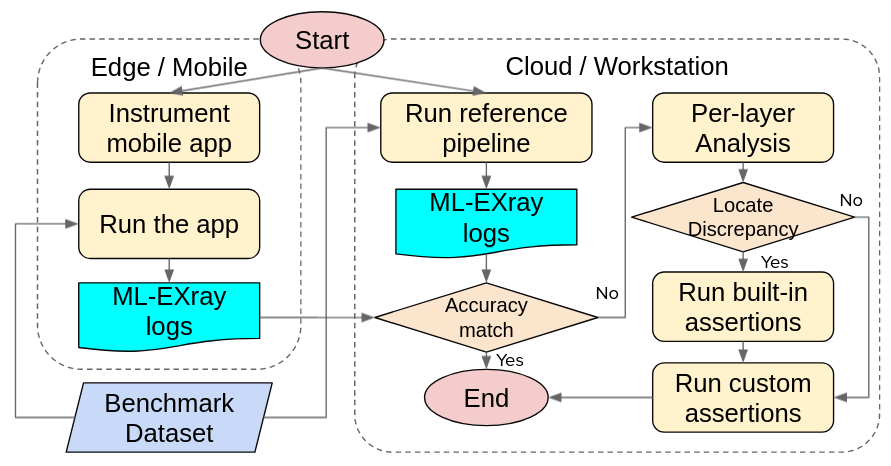 Start
Edge / Mobile
Cloud / Workstation
Instrument
mobile app
Run the app
ML-EXray
logs
Benchmark
Dataset
Run reference
pipeline
ML-EXray
logs
Accuracy
match
No
Yes
End
Per-layer
Analysis
Locate
Discrepancy
No
Yes
Run built-in
assertions
Run custom
assertions